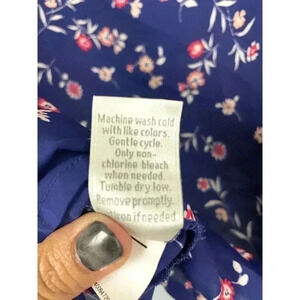 Machine wash cold
with like colors.
Gentle cycle.
Only non-
chlorine bleach
when needed.
Tumble dry low.
Remove promptly.
iron if needed